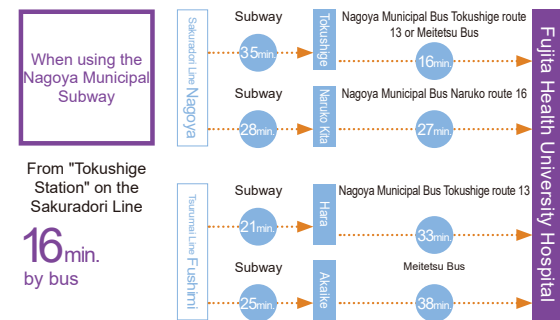 When using the
Nagoya Municipal
Subway
From "Tokushige
Station" on the
Sakuradori Line
16min.
by bus
Sakuradori Line Nagoya
Subway
35min.
Tokushige
Nagoya Municipal Bus Tokushige route
13 or Meitetsu Bus
16min.
Subway
28min.
Naruko Kita
Nagoya Municipal Bus Naruko route 16
27min.
Tsurumai Line Fushimi
Subway
21min.
Hara
Nagoya Municipal Bus Tokushige route 13
33min.
Subway
25min.
Akaike
Meitetsu Bus
38min.
Fujita Health University Hospital